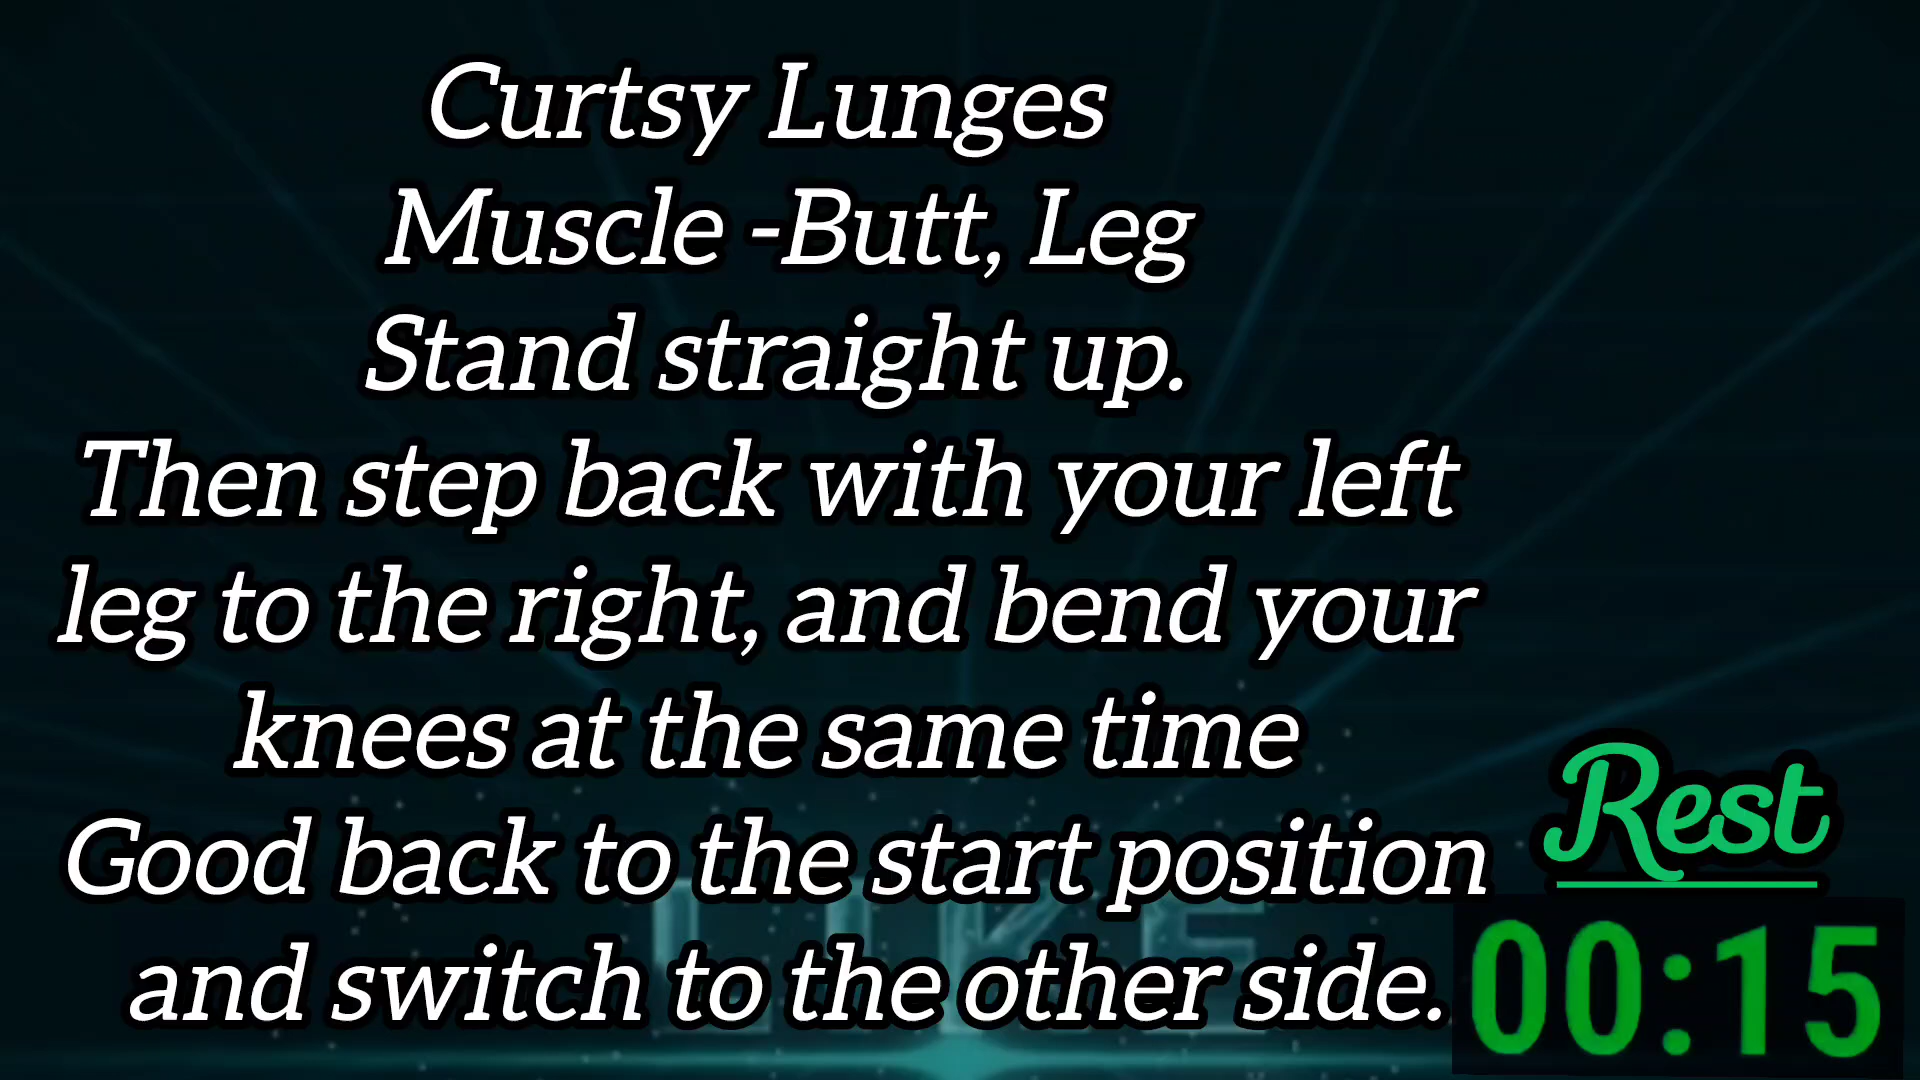 Curtsy Lunges
Muscle -Butt, Leg
Stand straight up.
Then step back with your left
leg to the right, and bend your
knees at the same time
Good back to the start position
and switch to the other side.
Rest
00:15
LIKE